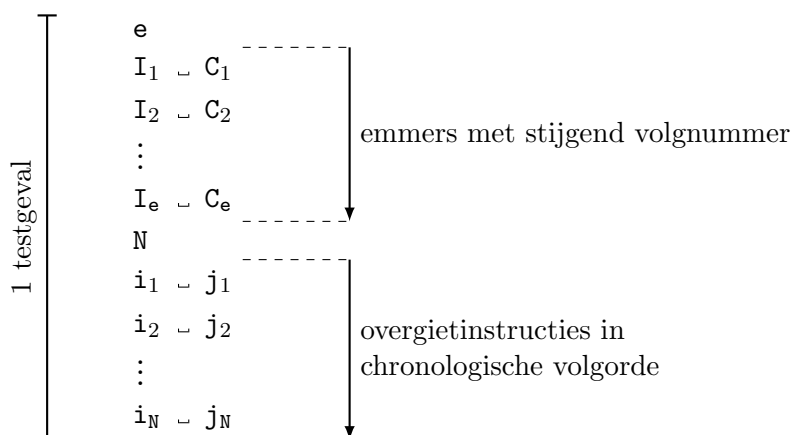 e
I₁ ␣ C₁
I₂ ␣ C₂
⋮
Iₑ ␣ Cₑ
emmers met stijgend volgnummer
N
i₁ ␣ j₁
i₂ ␣ j₂
⋮
i_N ␣ j_N
overgietinstructies in
chronologische volgorde
1 testgeval